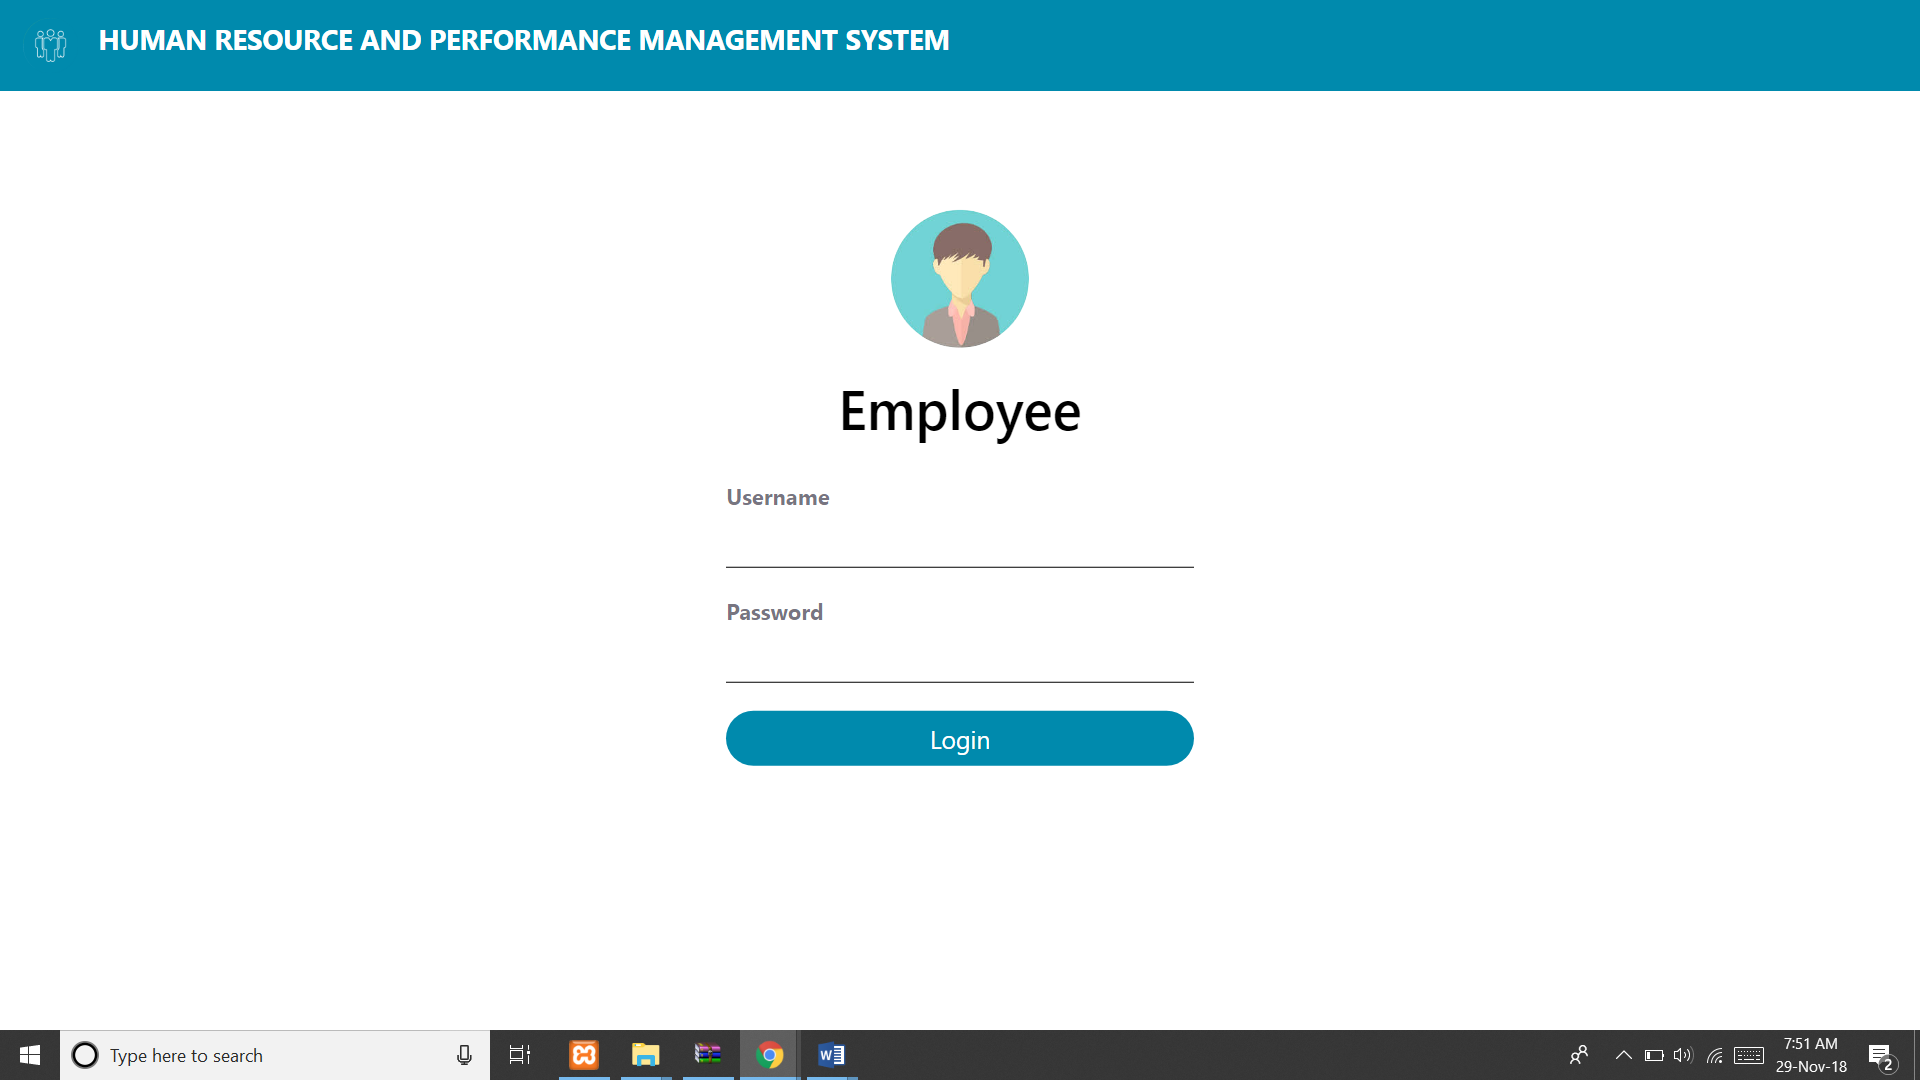 HUMAN RESOURCE AND PERFORMANCE MANAGEMENT SYSTEM
Employee
Username
Password
Login
Type here to search
W
7:51 AM
29-Nov-18
2